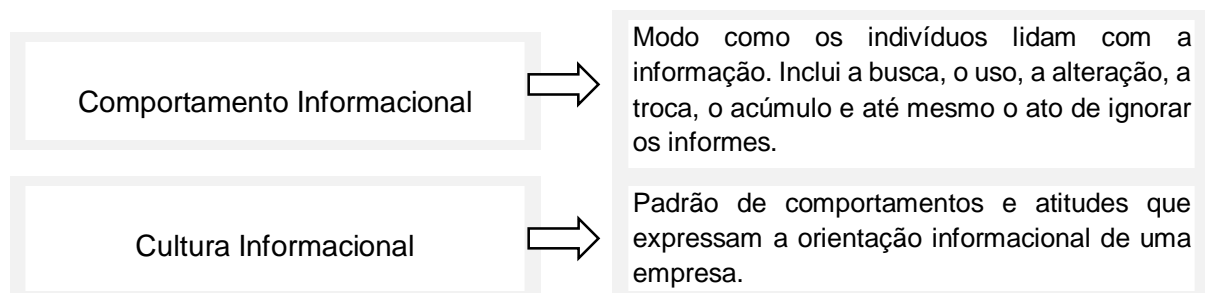 Comportamento Informacional
Modo como os indivíduos lidam com a
informação. Inclui a busca, o uso, a alteração, a
troca, o acúmulo e até mesmo o ato de ignorar
os informes.
Cultura Informacional
Padrão de comportamentos e atitudes que
expressam a orientação informacional de uma
empresa.